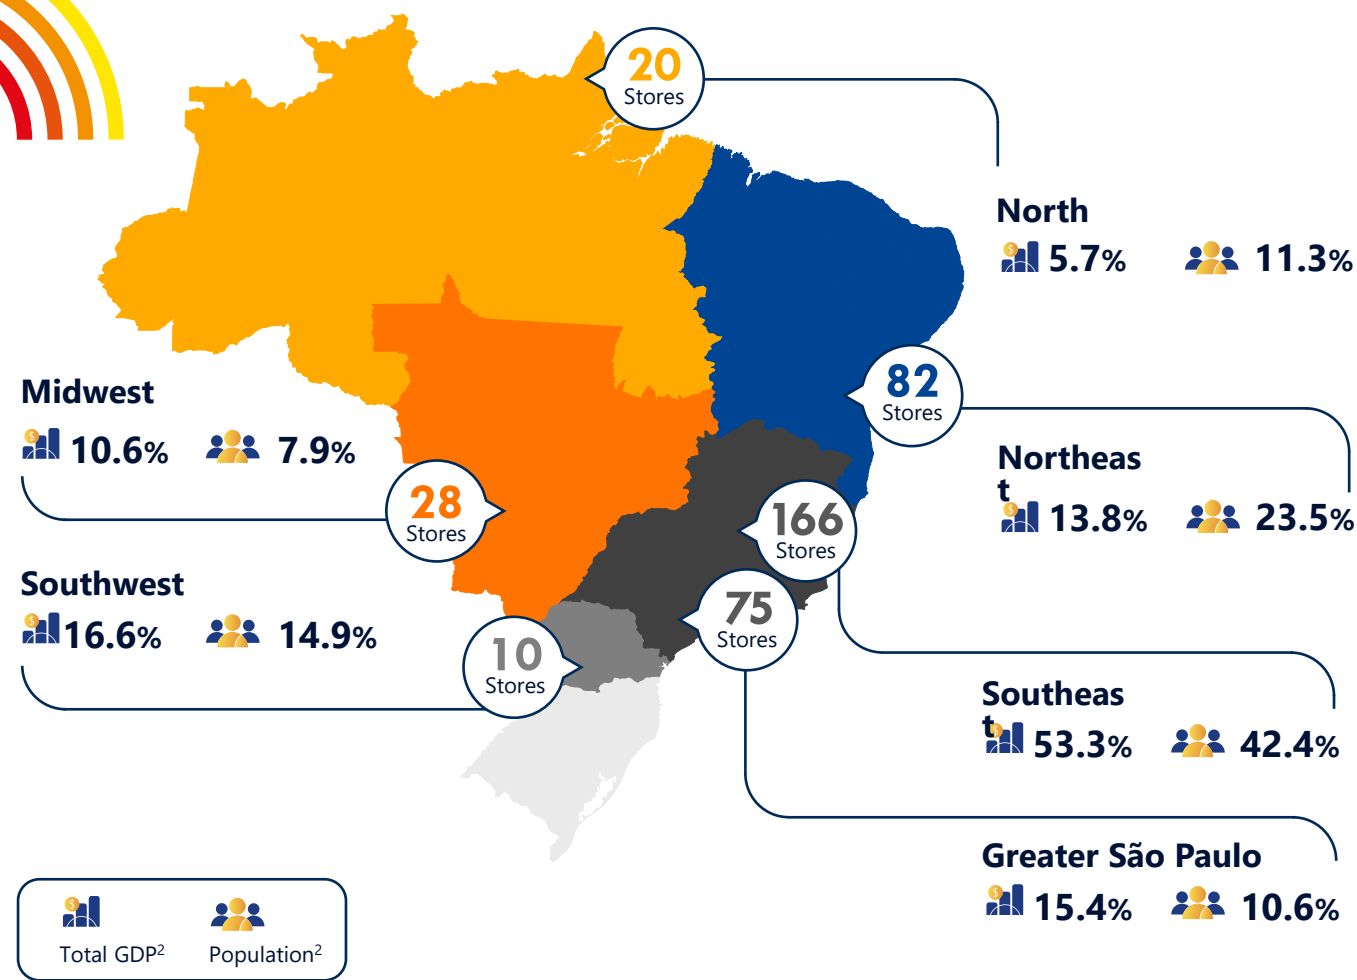 20
Stores
North
5.7% 11.3%
82
Stores
Northeas
t
13.8% 23.5%
Midwest
10.6% 7.9%
28
Stores
166
Stores
Southwest
16.6% 14.9%
75
Stores
10
Stores
Southeas
t
53.3% 42.4%
Greater São Paulo
15.4% 10.6%
Total GDP² Population²